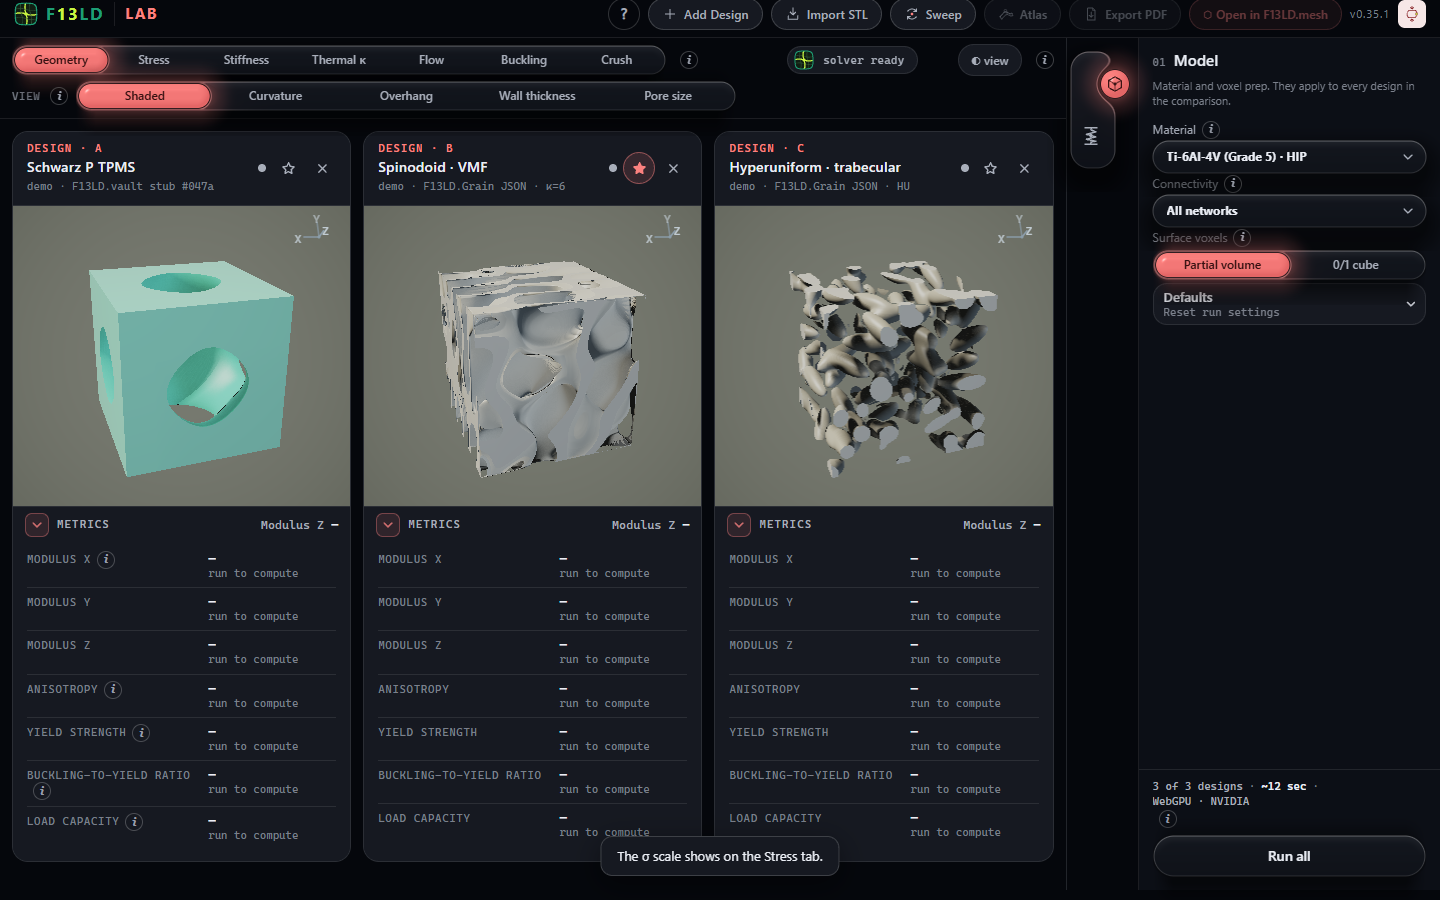 F13LD LAB
? + Add Design Import STL Sweep Atlas Export PDF Open in F13LD.mesh v0.35.1
Geometry Stress Stiffness Thermal κ Flow Buckling Crush i solver ready view i
VIEW i Shaded Curvature Overhang Wall thickness Pore size
DESIGN · A
Schwarz P TPMS
demo · F13LD.vault stub #047a
X Y Z
METRICS Modulus Z —
MODULUS X i —
run to compute
MODULUS Y —
run to compute
MODULUS Z —
run to compute
ANISOTROPY i —
run to compute
YIELD STRENGTH i —
run to compute
BUCKLING-TO-YIELD RATIO i —
run to compute
LOAD CAPACITY i —
run to compute
DESIGN · B
Spinodoid · VMF
demo · F13LD.Grain JSON · κ=6
X Y Z
METRICS Modulus Z —
MODULUS X —
run to compute
MODULUS Y —
run to compute
MODULUS Z —
run to compute
ANISOTROPY —
run to compute
YIELD STRENGTH —
run to compute
BUCKLING-TO-YIELD RATIO —
run to compute
LOAD CAPACITY —
run to compute
DESIGN · C
Hyperuniform · trabecular
demo · F13LD.Grain JSON · HU
X Y Z
METRICS Modulus Z —
MODULUS X —
run to compute
MODULUS Y —
run to compute
MODULUS Z —
run to compute
ANISOTROPY —
run to compute
YIELD STRENGTH —
run to compute
BUCKLING-TO-YIELD RATIO —
run to compute
LOAD CAPACITY —
run to compute
The σ scale shows on the Stress tab.
01 Model
Material and voxel prep. They apply to every design in
the comparison.
Material i
Ti-6Al-4V (Grade 5) · HIP
Connectivity i
All networks
Surface voxels i
Partial volume 0/1 cube
Defaults
Reset run settings
3 of 3 designs · ~12 sec ·
WebGPU · NVIDIA
i
Run all